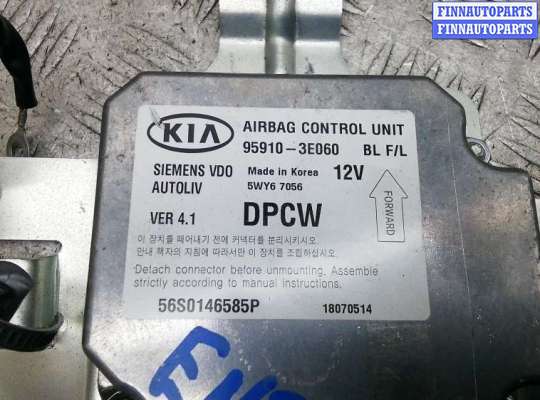 FINNAUTOPARTS
FINNAUTOPARTS
KIA
AIRBAG CONTROL UNIT
95910-3E060 BL F/L
SIEMENS VDO
AUTOLIV
Made in Korea
5WY6 7056
12V
FORWARD
VER 4.1
DPCW
이 장치를 떼어내기 전에 커넥터를 분리시키시오.
안내 책자의 지침에 따라서만 이 장치를 조립하시오.
Detach connector before unmounting. Assemble
strictly according to manual instructions.
56S0146585P
18070514
FINNAUTOPARTS
FINNAUTOPARTS